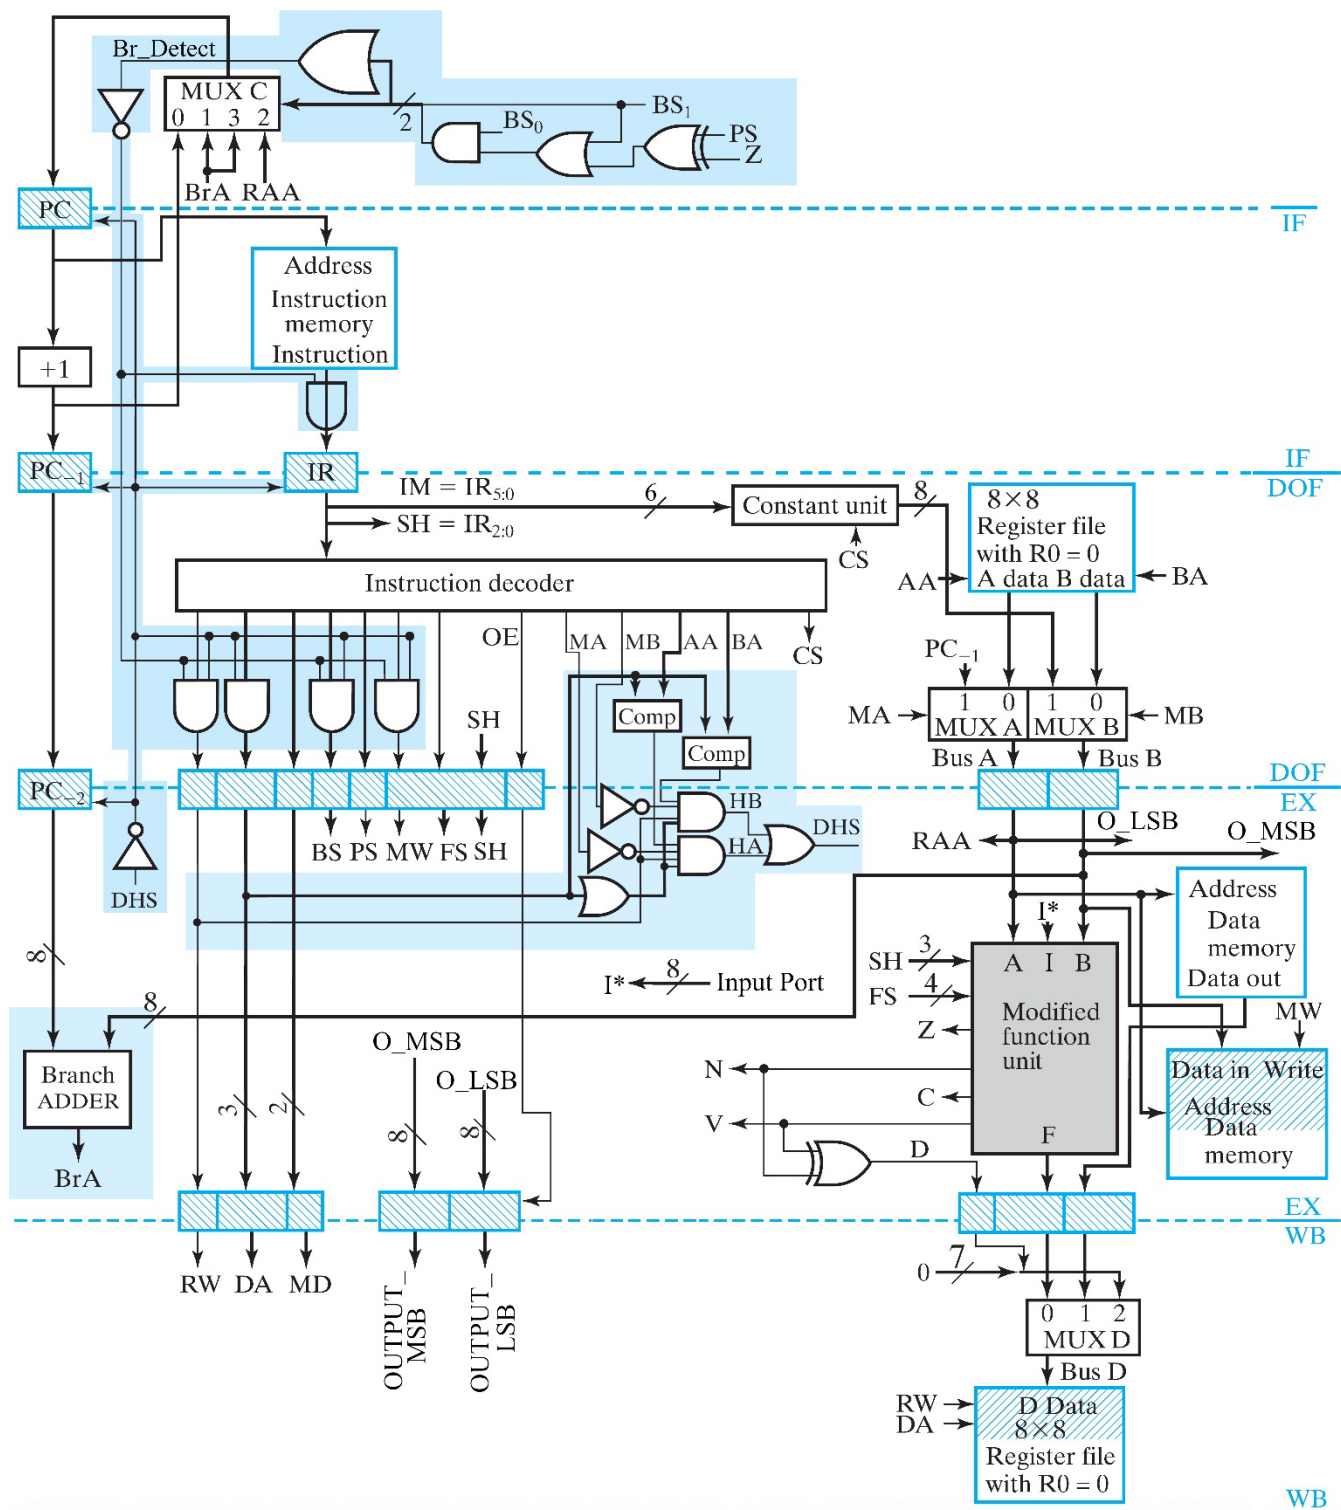 Br_Detect
MUX C
0 1 3 2
2
BS1
BS0
PS
Z
BrA RAA
PC
IF
Address
Instruction
memory
Instruction
+1
PC−1
IR
IF
DOF
IM = IR5:0
6
Constant unit
8
SH = IR2:0
CS
8×8
Register file
with R0 = 0
A data B data
AA
BA
Instruction decoder
OE
MA
MB
AA
BA
CS
PC−1
Comp
SH
Comp
1 0 1 0
MUX A MUX B
MA
MB
Bus A
Bus B
PC−2
DOF
EX
HB
HA
DHS
BS PS MW FS SH
DHS
RAA
O_LSB
O_MSB
Address
Data
memory
Data out
I*
8
I* 8 Input Port
SH 3
FS 4
A I B
Modified
function
unit
F
Z
N
C
V
D
MW
8
Data in Write
Address
Data
memory
Branch
ADDER
BrA
O_MSB
O_LSB
3
2
8
8
EX
WB
RW DA MD
OUTPUT_
MSB
OUTPUT_
LSB
0 7
0 1 2
MUX D
Bus D
RW
DA
D Data
8×8
Register file
with R0 = 0
WB